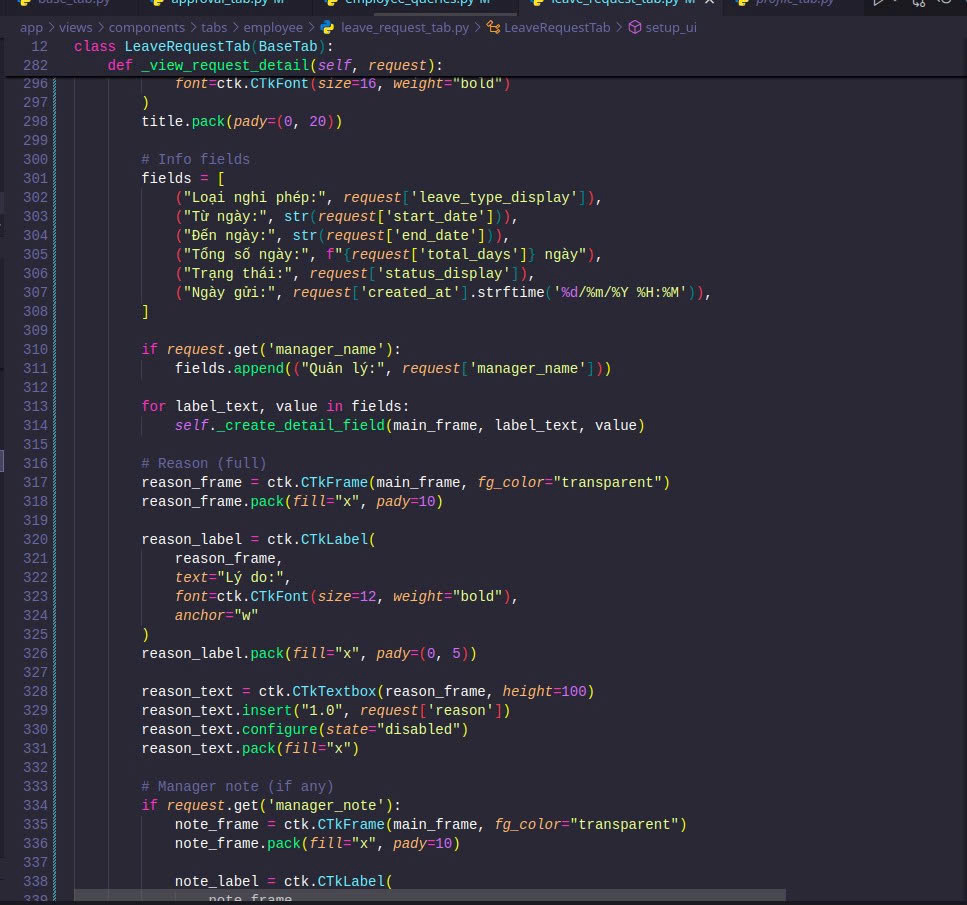 base_tab.py
approval_tab.py M
employee_queries.py M
leave_request_tab.py M
profile_tab.py
app > views > components > tabs > employee > leave_request_tab.py > LeaveRequestTab > setup_ui
12 class LeaveRequestTab(BaseTab):
282 def _view_request_detail(self, request):
296 font=ctk.CTkFont(size=16, weight="bold")
297 )
298 title.pack(pady=(0, 20))
299
300 # Info fields
301 fields = [
302 ("Loại nghỉ phép:", request['leave_type_display']),
303 ("Từ ngày:", str(request['start_date'])),
304 ("Đến ngày:", str(request['end_date'])),
305 ("Tổng số ngày:", f"{request['total_days']} ngày"),
306 ("Trạng thái:", request['status_display']),
307 ("Ngày gửi:", request['created_at'].strftime('%d/%m/%Y %H:%M')),
308 ]
309
310 if request.get('manager_name'):
311 fields.append(("Quản lý:", request['manager_name']))
312
313 for label_text, value in fields:
314 self._create_detail_field(main_frame, label_text, value)
315
316 # Reason (full)
317 reason_frame = ctk.CTkFrame(main_frame, fg_color="transparent")
318 reason_frame.pack(fill="x", pady=10)
319
320 reason_label = ctk.CTkLabel(
321 reason_frame,
322 text="Lý do:",
323 font=ctk.CTkFont(size=12, weight="bold"),
324 anchor="w"
325 )
326 reason_label.pack(fill="x", pady=(0, 5))
327
328 reason_text = ctk.CTkTextbox(reason_frame, height=100)
329 reason_text.insert("1.0", request['reason'])
330 reason_text.configure(state="disabled")
331 reason_text.pack(fill="x")
332
333 # Manager note (if any)
334 if request.get('manager_note'):
335 note_frame = ctk.CTkFrame(main_frame, fg_color="transparent")
336 note_frame.pack(fill="x", pady=10)
337
338 note_label = ctk.CTkLabel(
339 note_frame